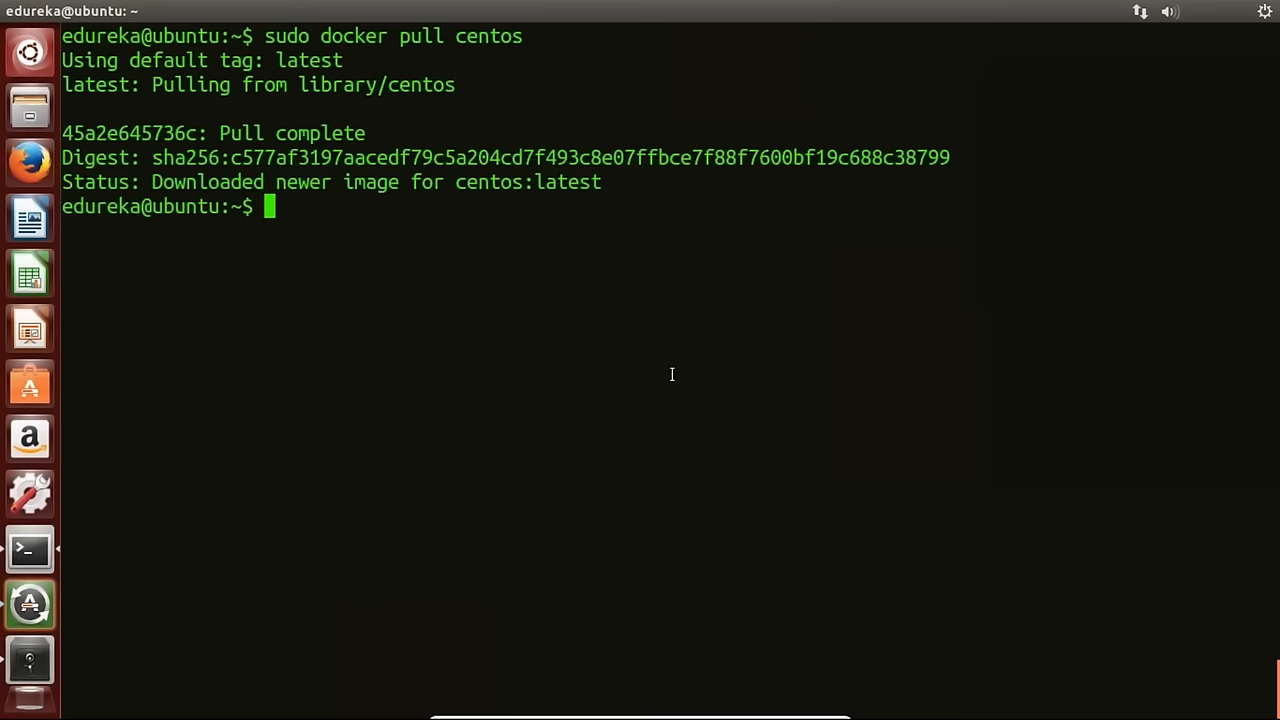 edureka@ubuntu: ~
edureka@ubuntu:~$ sudo docker pull centos
Using default tag: latest
latest: Pulling from library/centos
45a2e645736c: Pull complete
Digest: sha256:c577af3197aacedf79c5a204cd7f493c8e07ffbce7f88f7600bf19c688c38799
Status: Downloaded newer image for centos:latest
edureka@ubuntu:~$